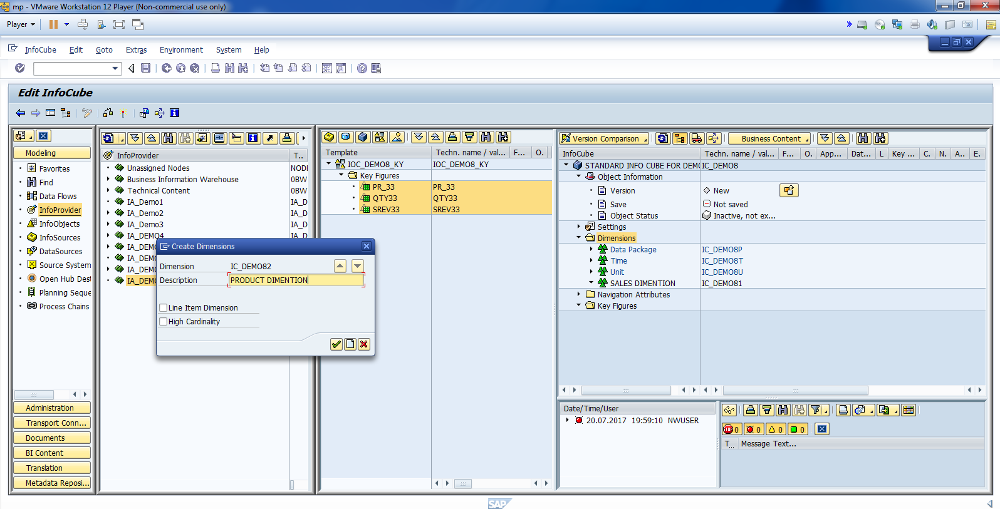 mp - VMware Workstation 12 Player (Non-commercial use only)
Player
InfoCube Edit Goto Extras Environment System Help
Edit InfoCube
Modeling
Favorites
Find
Data Flows
InfoProvider
InfoObjects
InfoSources
DataSources
Source System
Open Hub Dest
Planning Seque
Process Chains
Administration
Transport Conn...
Documents
BI Content
Translation
Metadata Reposi...
InfoProvider T..
Unassigned Nodes NODI
Business Information Warehouse 0BW
Technical Content 0BW
IA_Demo1 IA_D
IA_Demo2 IA_D
IA_Demo3 IA_D
IA_DEMO4 IA_D
IA_DEMO
IA_DEMO
IA_DEMO
IA_DEMO
Create Dimensions
Dimension IC_DEMO82
Description PRODUCT DIMENTION
Line Item Dimension
High Cardinality
Template Techn. name / val... F... O.
IOC_DEMO8_KY IOC_DEMO8_KY
Key Figures
PR_33 PR_33
QTY33 QTY33
SREV33 SREV33
Version Comparison Business Content
InfoCube Techn. name / val... F... O. App... Dat... L Key ... C. N. A... E.
STANDARD INFO CUBE FOR DEMO IC_DEMO8
Object Information
Version New
Save Not saved
Object Status Inactive, not ex...
Settings
Dimensions
Data Package IC_DEMO8P
Time IC_DEMO8T
Unit IC_DEMO8U
SALES DIMENTION IC_DEMO81
Navigation Attributes
Key Figures
Date/Time/User
20.07.2017 19:59:10 NWUSER
STOP 0 0 0 0
T... Message Text...
SAP